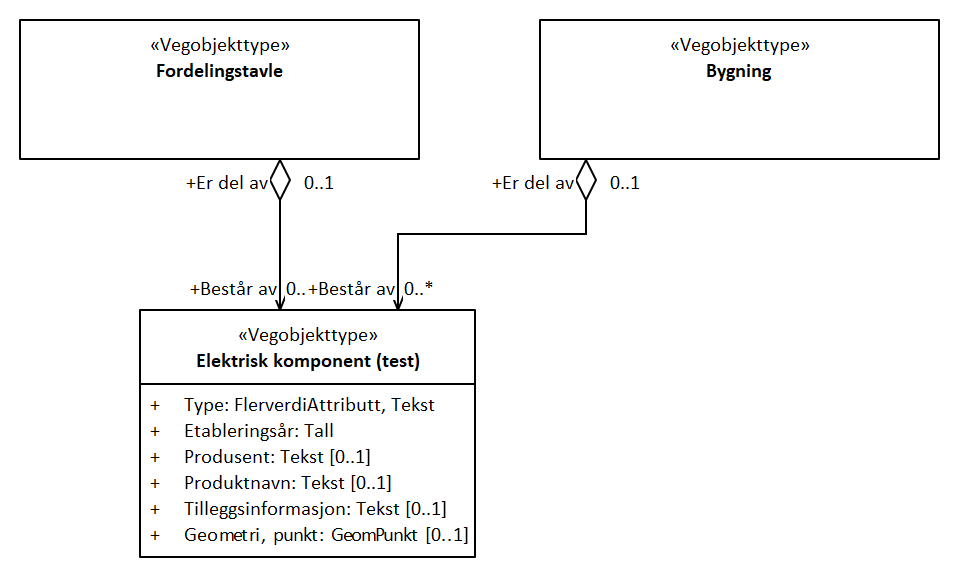 «Vegobjekttype»
Fordelingstavle
«Vegobjekttype»
Bygning
+Er del av 0..1
+Er del av 0..1
+Består av 0..
+Består av 0..*
«Vegobjekttype»
Elektrisk komponent (test)
+ Type: FlerverdiAttributt, Tekst
+ Etableringsår: Tall
+ Produsent: Tekst [0..1]
+ Produktnavn: Tekst [0..1]
+ Tilleggsinformasjon: Tekst [0..1]
+ Geometri, punkt: GeomPunkt [0..1]